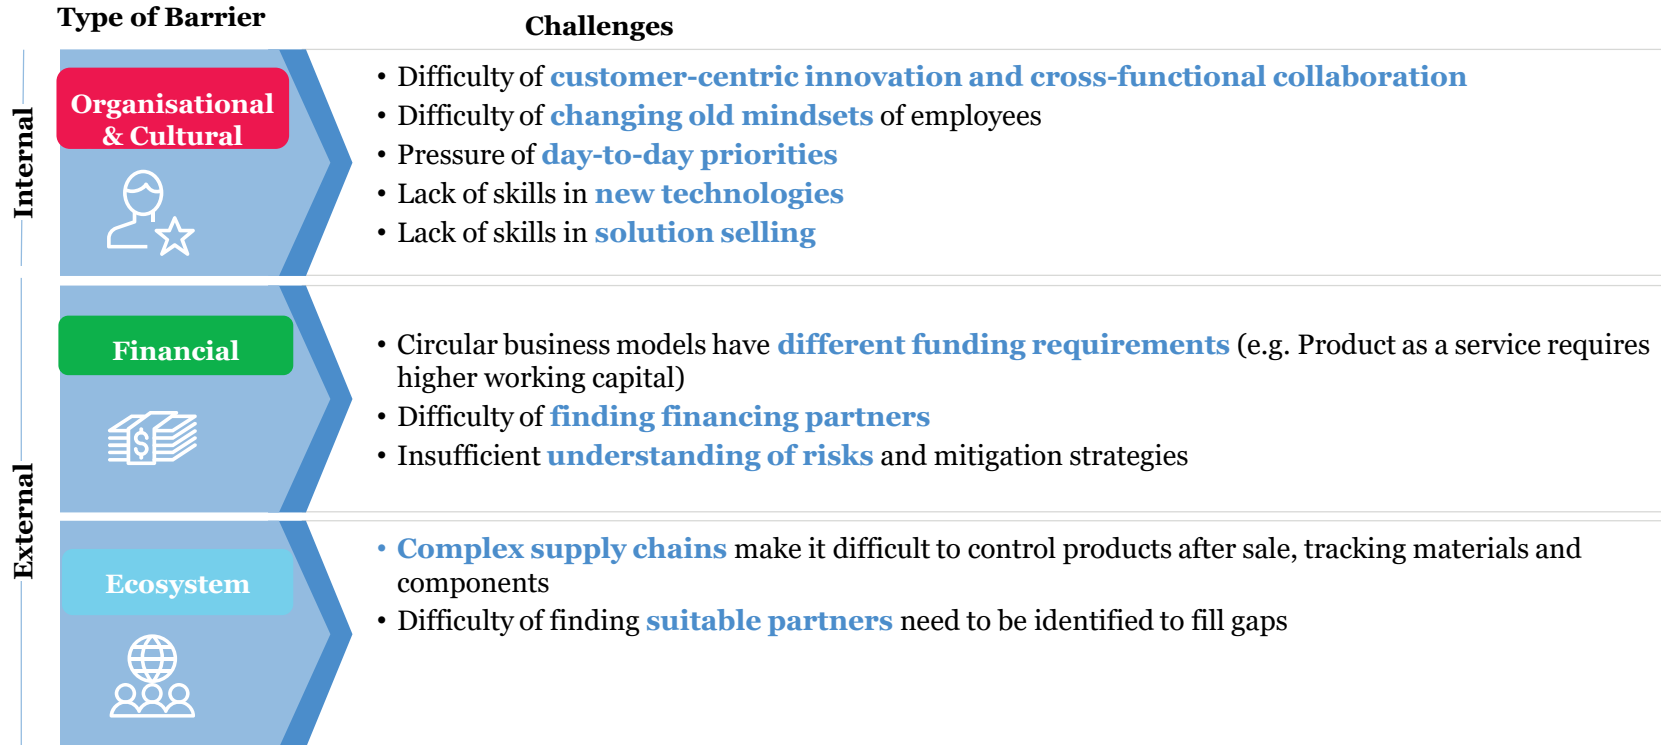 Type of Barrier
Challenges
Internal
Organisational
& Cultural
• Difficulty of customer-centric innovation and cross-functional collaboration
• Difficulty of changing old mindsets of employees
• Pressure of day-to-day priorities
• Lack of skills in new technologies
• Lack of skills in solution selling
External
Financial
$
• Circular business models have different funding requirements (e.g. Product as a service requires
higher working capital)
• Difficulty of finding financing partners
• Insufficient understanding of risks and mitigation strategies
Ecosystem
• Complex supply chains make it difficult to control products after sale, tracking materials and
components
• Difficulty of finding suitable partners need to be identified to fill gaps